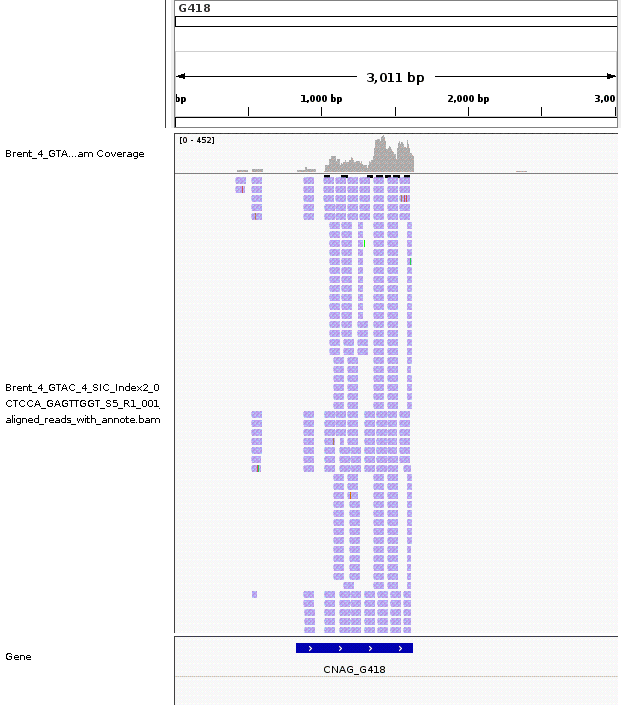 G418
3,011 bp
bp 1,000 bp 2,000 bp 3,00
[0 - 452]
Brent_4_GTA...am Coverage
Brent_4_GTAC_4_SIC_Index2_0
CTCCA_GAGTTGGT_S5_R1_001_
aligned_reads_with_annote.bam
Gene
CNAG_G418